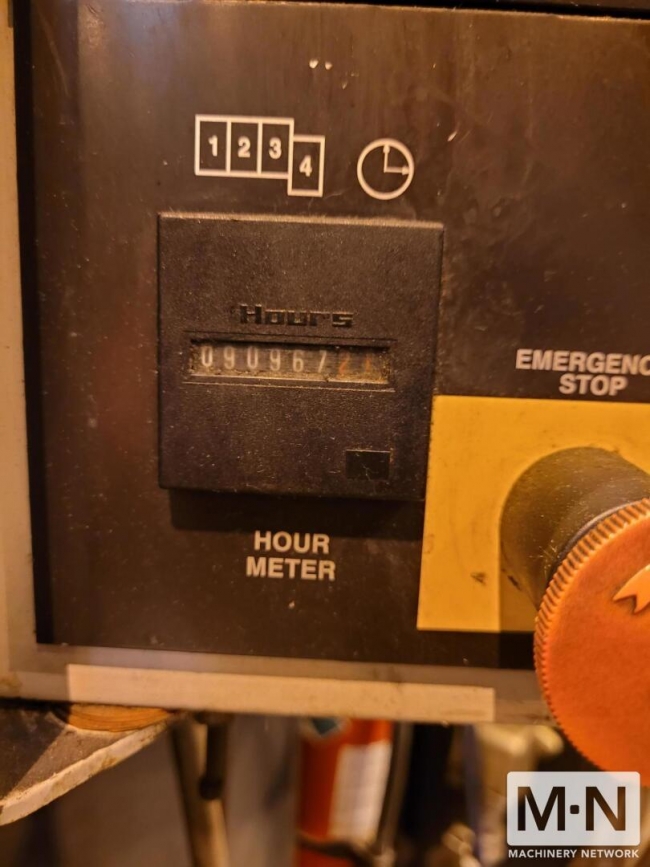 1 2 3 4
Hours
090967
EMERGENC
STOP
HOUR
METER
M·N
MACHINERY NETWORK